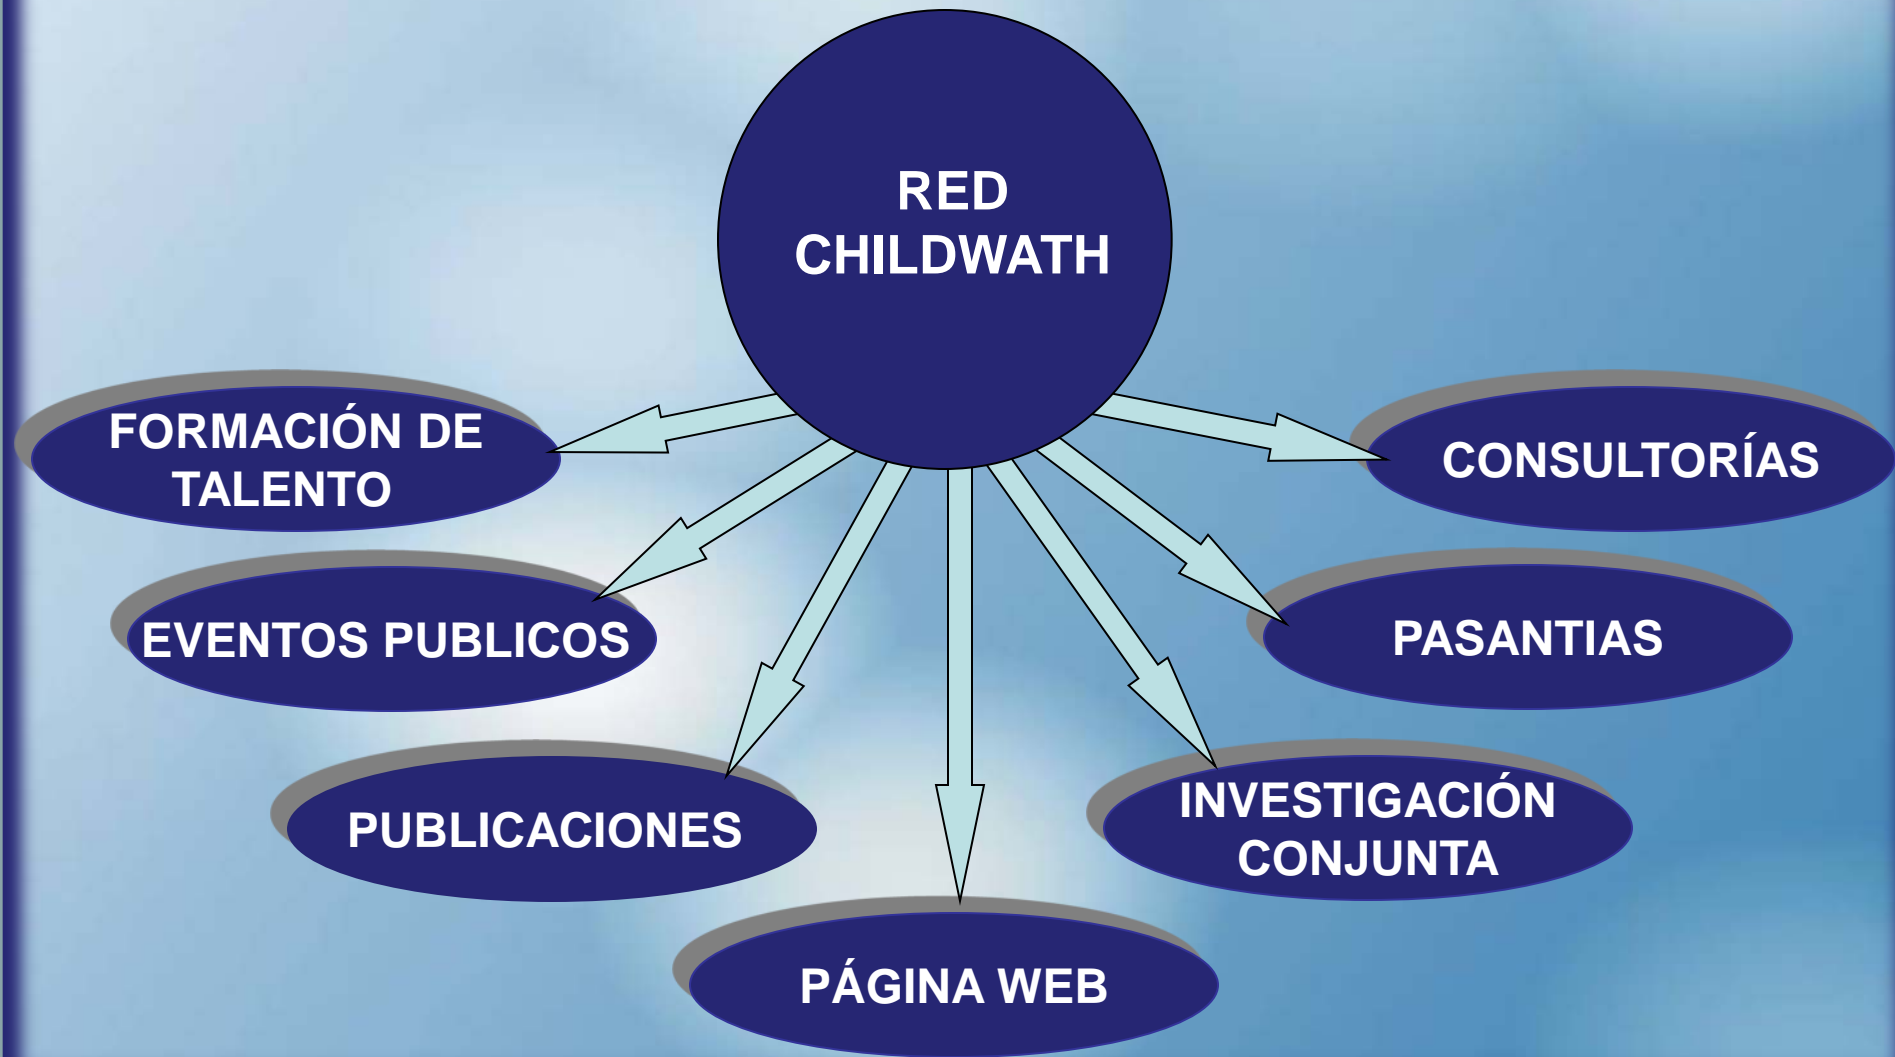 RED
CHILDWATH
FORMACIÓN DE
TALENTO
CONSULTORÍAS
EVENTOS PUBLICOS
PASANTIAS
PUBLICACIONES
INVESTIGACIÓN
CONJUNTA
PÁGINA WEB